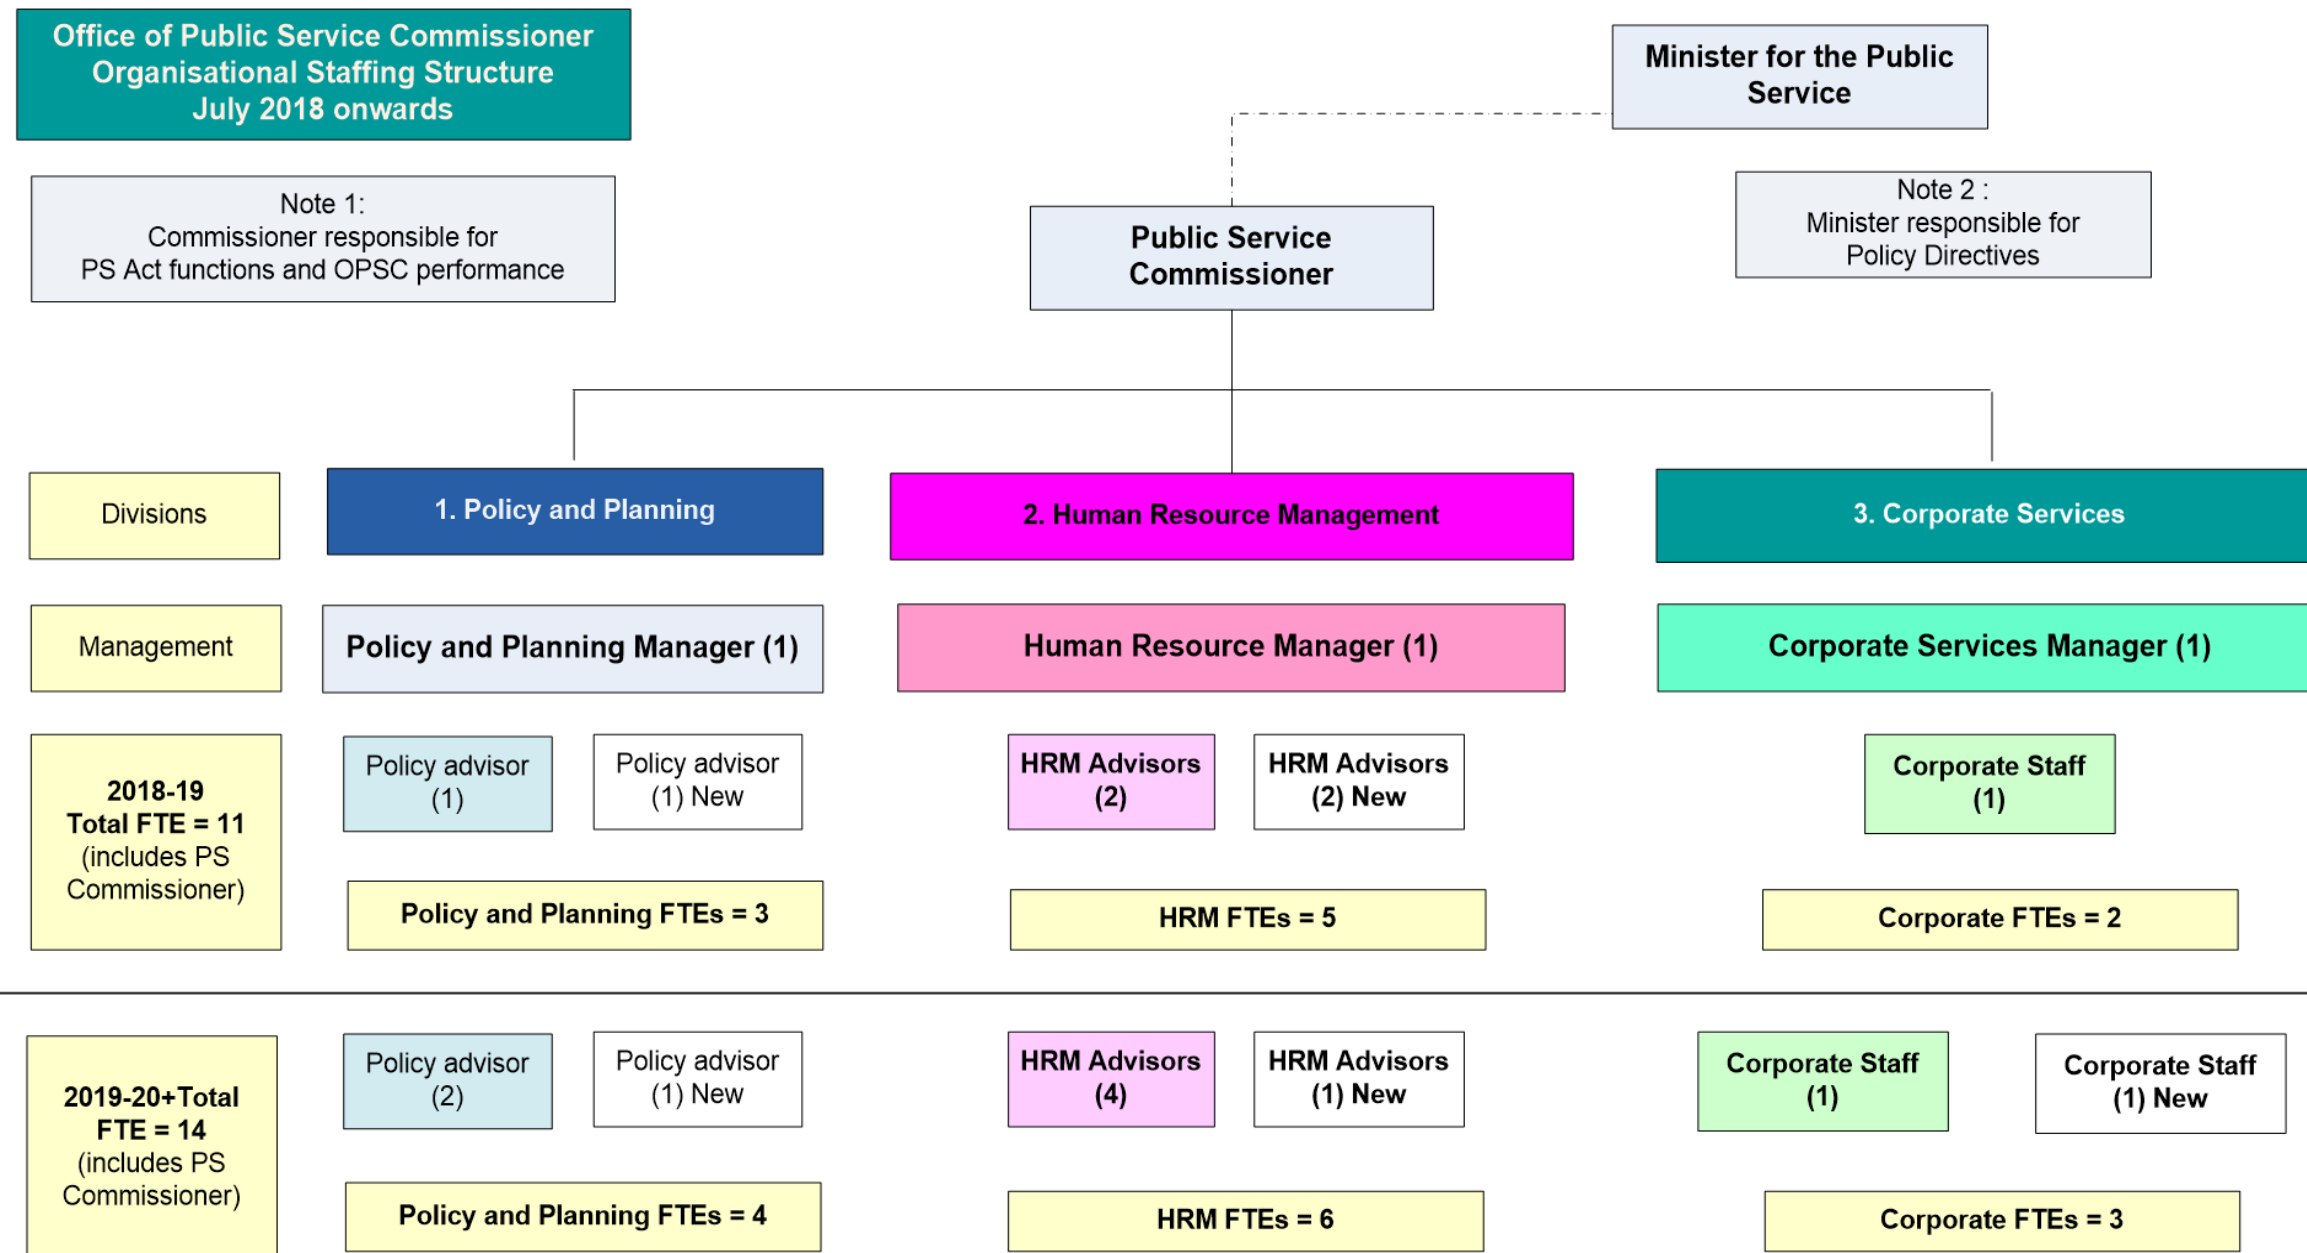 Office of Public Service Commissioner
Organisational Staffing Structure
July 2018 onwards
Minister for the Public
Service
Note 1:
Commissioner responsible for
PS Act functions and OPSC performance
Public Service
Commissioner
Note 2 :
Minister responsible for
Policy Directives
Divisions
1. Policy and Planning
2. Human Resource Management
3. Corporate Services
Management
Policy and Planning Manager (1)
Human Resource Manager (1)
Corporate Services Manager (1)
2018-19
Total FTE = 11
(includes PS
Commissioner)
Policy advisor
(1)
Policy advisor
(1) New
HRM Advisors
(2)
HRM Advisors
(2) New
Corporate Staff
(1)
Policy and Planning FTEs = 3
HRM FTEs = 5
Corporate FTEs = 2
2019-20+Total
FTE = 14
(includes PS
Commissioner)
Policy advisor
(2)
Policy advisor
(1) New
HRM Advisors
(4)
HRM Advisors
(1) New
Corporate Staff
(1)
Corporate Staff
(1) New
Policy and Planning FTEs = 4
HRM FTEs = 6
Corporate FTEs = 3